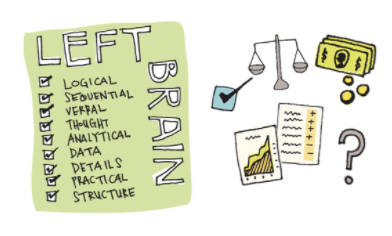 LEFT
BRAIN
LOGICAL
SEQUENTIAL
VERBAL
THOUGHT
ANALYTICAL
DATA
DETAILS
PRACTICAL
STRUCTURE
?